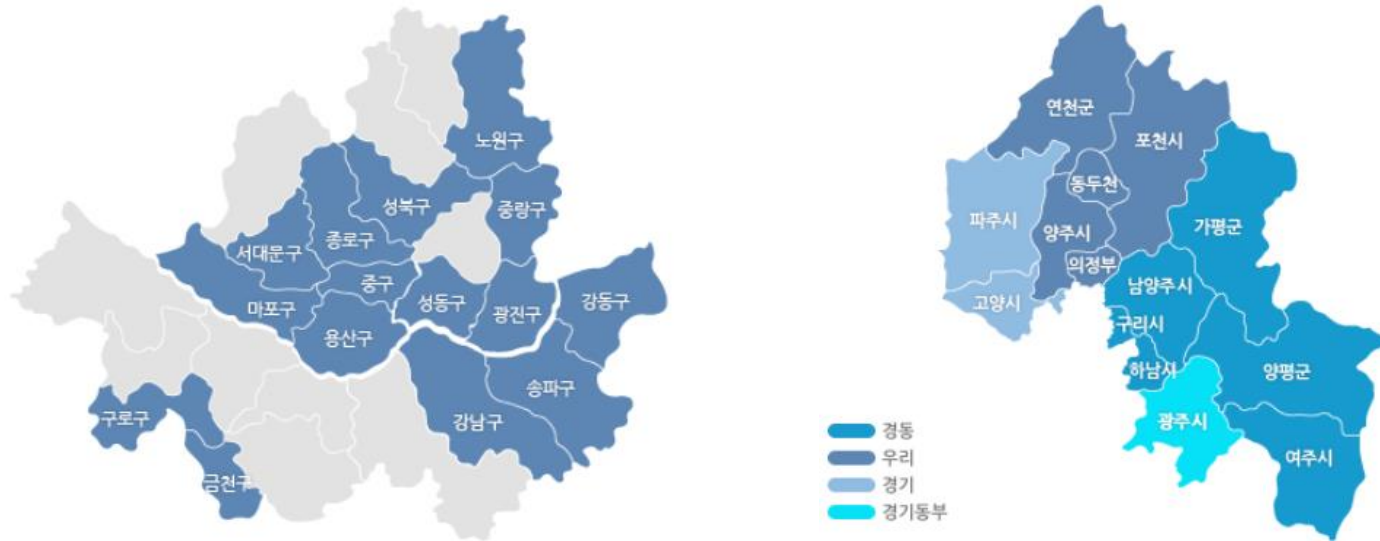 노원구
성북구
중랑구
서대문구
종로구
중구
마포구
용산구
성동구
광진구
강동구
송파구
강남구
구로구
금천구
연천군
포천시
동두천
파주시
양주시
가평군
의정부
고양시
남양주시
구리시
하남시
양평군
광주시
여주시
경동
우리
경기
경기동부